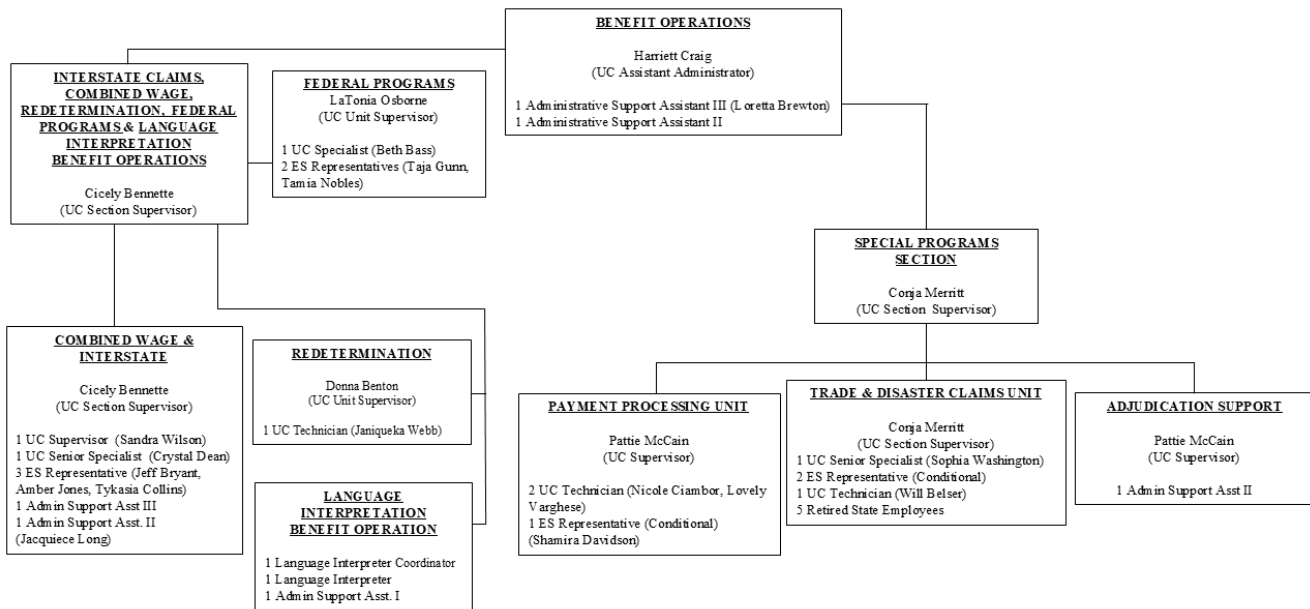 BENEFIT OPERATIONS
Harriett Craig
(UC Assistant Administrator)
1 Administrative Support Assistant III (Loretta Brewton)
1 Administrative Support Assistant II
INTERSTATE CLAIMS,
COMBINED WAGE,
REDETERMINATION, FEDERAL
PROGRAMS & LANGUAGE
INTERPRETATION
BENEFIT OPERATIONS
Cicely Bennette
(UC Section Supervisor)
FEDERAL PROGRAMS
LaTonia Osborne
(UC Unit Supervisor)
1 UC Specialist (Beth Bass)
2 ES Representatives (Taja Gunn,
Tamia Nobles)
SPECIAL PROGRAMS
SECTION
Conja Merritt
(UC Section Supervisor)
COMBINED WAGE &
INTERSTATE
Cicely Bennette
(UC Section Supervisor)
1 UC Supervisor (Sandra Wilson)
1 UC Senior Specialist (Crystal Dean)
3 ES Representative (Jeff Bryant,
Amber Jones, Tykasia Collins)
1 Admin Support Asst III
1 Admin Support Asst. II
(Jacquiece Long)
REDETERMINATION
Donna Benton
(UC Unit Supervisor)
1 UC Technician (Janiqueka Webb)
LANGUAGE
INTERPRETATION
BENEFIT OPERATION
1 Language Interpreter Coordinator
1 Language Interpreter
1 Admin Support Asst. I
PAYMENT PROCESSING UNIT
Pattie McCain
(UC Supervisor)
2 UC Technician (Nicole Ciambor, Lovely
Varghese)
1 ES Representative (Conditional)
(Shamira Davidson)
TRADE & DISASTER CLAIMS UNIT
Conja Merritt
(UC Section Supervisor)
1 UC Senior Specialist (Sophia Washington)
2 ES Representative (Conditional)
1 UC Technician (Will Belser)
5 Retired State Employees
ADJUDICATION SUPPORT
Pattie McCain
(UC Supervisor)
1 Admin Support Asst II